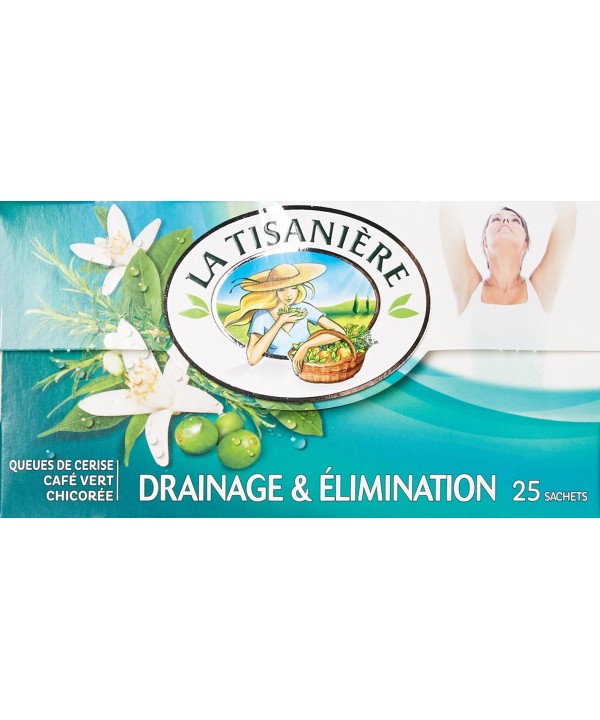 LA TISANIÈRE
QUEUES DE CERISE
CAFÉ VERT
CHICORÉE
DRAINAGE & ÉLIMINATION
25 SACHETS